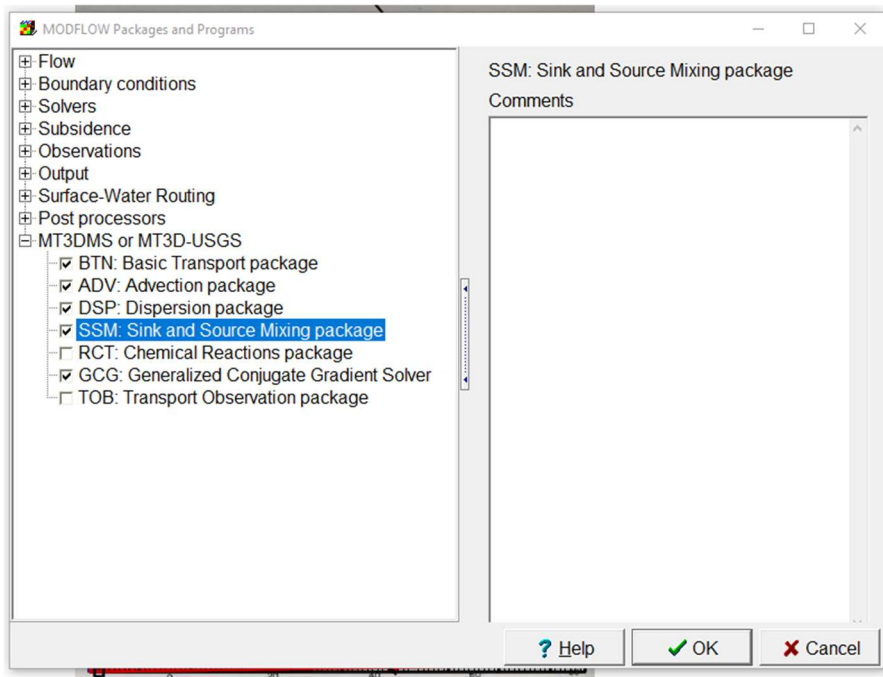 MODFLOW Packages and Programs
Flow
Boundary conditions
Solvers
Subsidence
Observations
Output
Surface-Water Routing
Post processors
MT3DMS or MT3D-USGS
BTN: Basic Transport package
ADV: Advection package
DSP: Dispersion package
SSM: Sink and Source Mixing package
RCT: Chemical Reactions package
GCG: Generalized Conjugate Gradient Solver
TOB: Transport Observation package
SSM: Sink and Source Mixing package
Comments
? Help
OK
Cancel